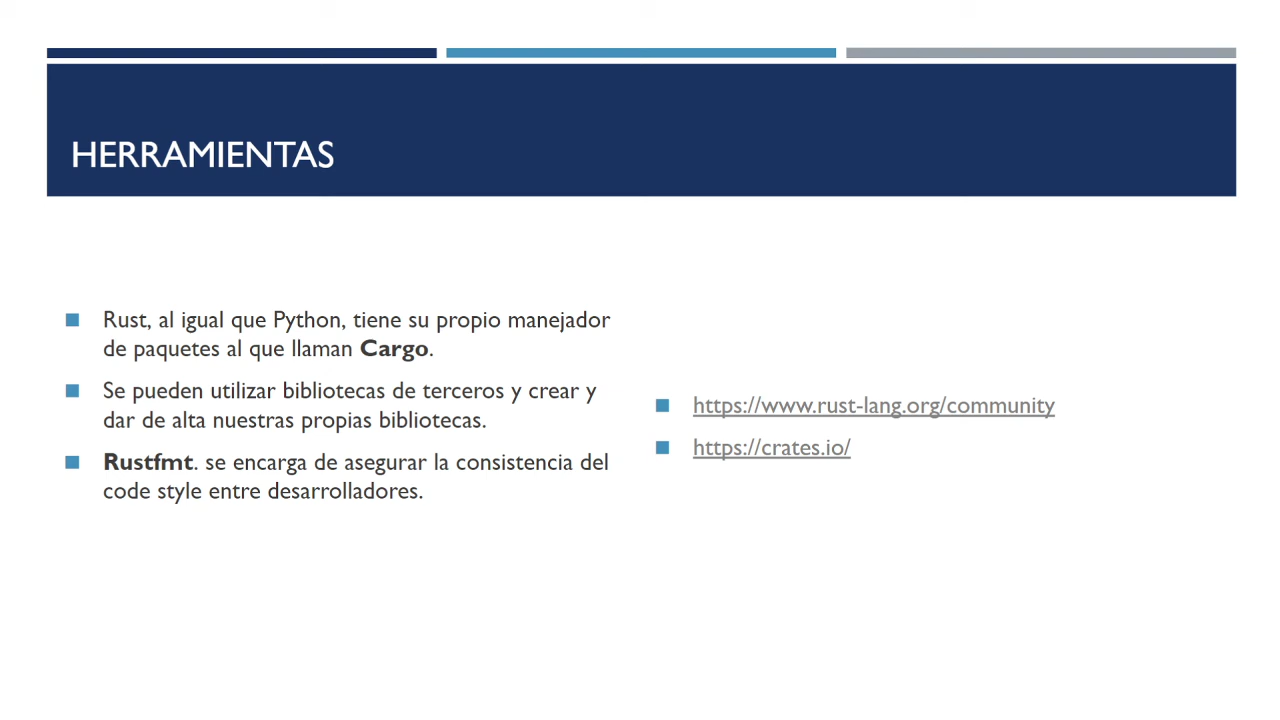 HERRAMIENTAS
Rust, al igual que Python, tiene su propio manejador
de paquetes al que llaman Cargo.
Se pueden utilizar bibliotecas de terceros y crear y
dar de alta nuestras propias bibliotecas.
Rustfmt. se encarga de asegurar la consistencia del
code style entre desarrolladores.
https://www.rust-lang.org/community
https://crates.io/